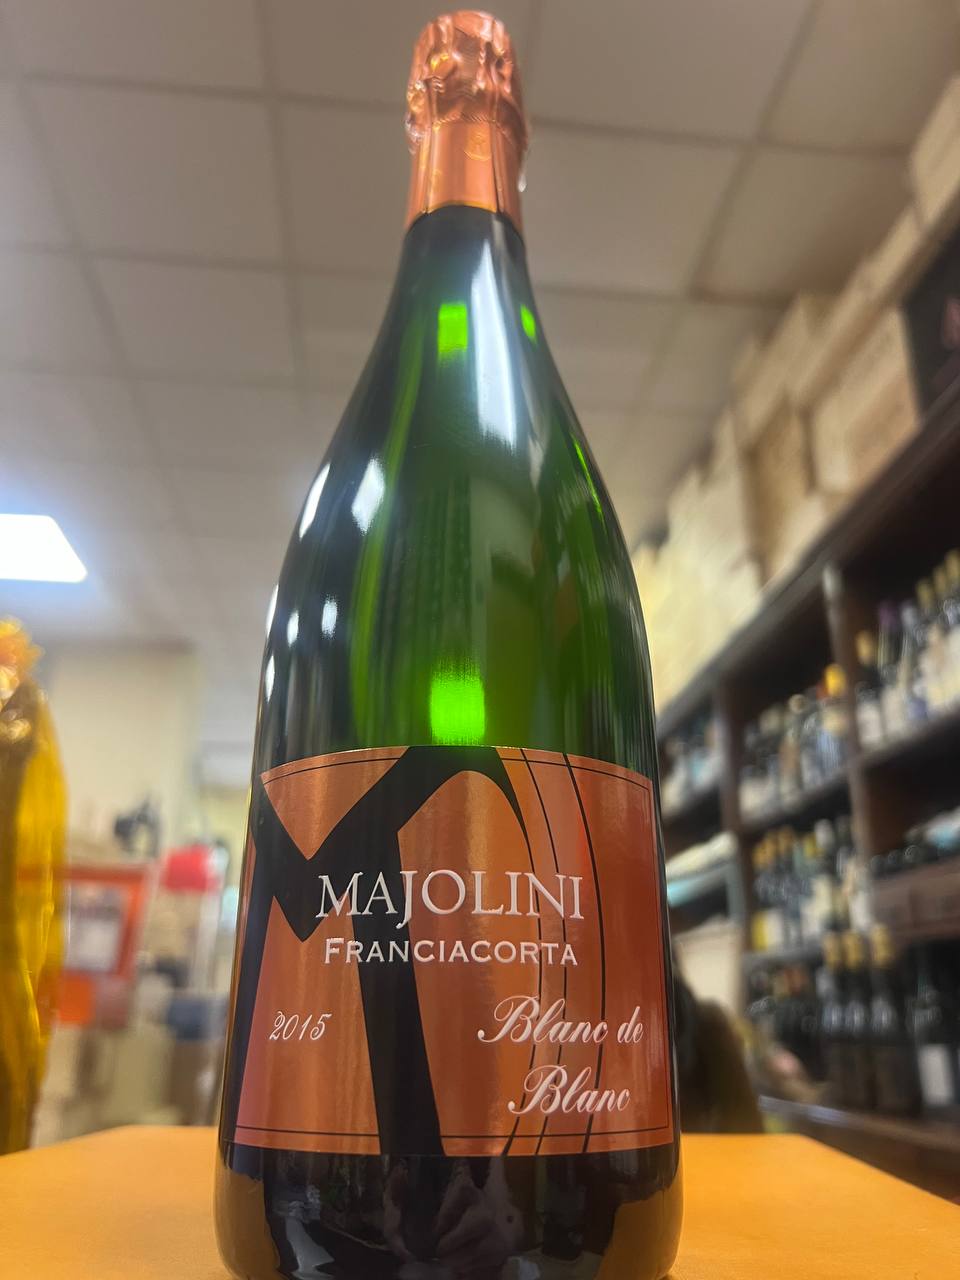 MAJOLINI
FRANCIACORTA
2015
Blanc de
Blanc